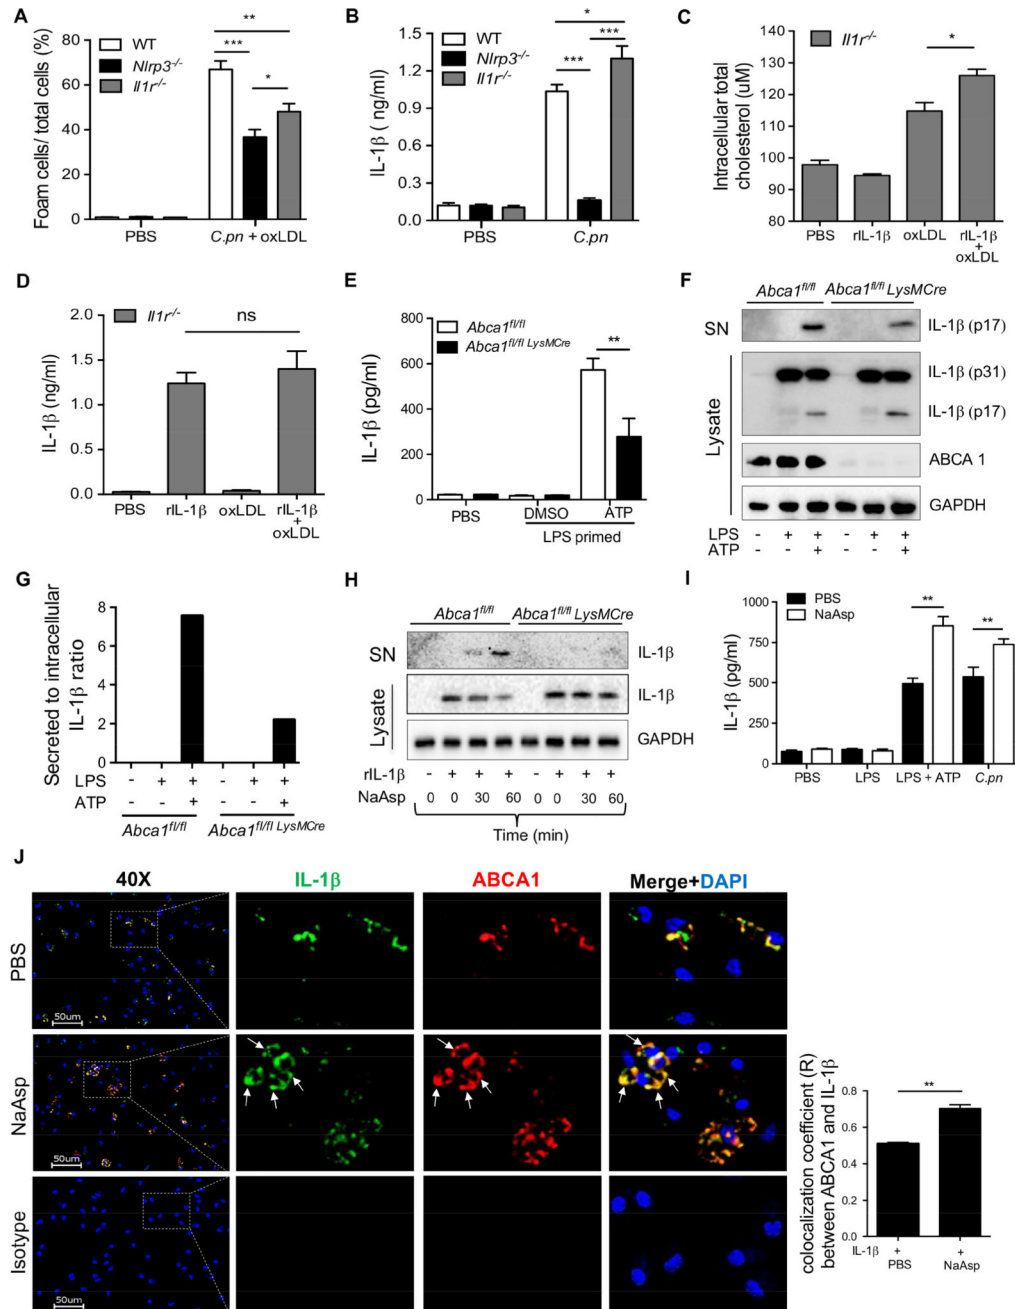 A
Foam cells/ total cells (%)
80
60
40
20
0
WT
Nlrp3-/-
Il1r-/-
**
***
*
PBS
C.pn + oxLDL
B
IL-1β ( ng/ml)
1.5
1.2
0.9
0.6
0.3
0.0
WT
Nlrp3-/-
Il1r-/-
*
***
***
PBS
C.pn
C
Intracellular total
cholesterol (uM)
140
130
120
110
100
90
80
Il1r-/-
*
PBS
rIL-1β
oxLDL
rIL-1β
+
oxLDL
D
IL-1β (ng/ml)
2.0
1.5
1.0
0.5
0.0
Il1r-/-
ns
PBS
rIL-1β
oxLDL
rIL-1β
+
oxLDL
E
IL-1β (pg/ml)
800
600
400
200
0
Abca1fl/fl
Abca1fl/fl LysMCre
**
PBS
DMSO
ATP
LPS primed
F
Abca1fl/fl
Abca1fl/fl LysMCre
SN
IL-1β (p17)
Lysate
IL-1β (p31)
IL-1β (p17)
ABCA 1
GAPDH
LPS - + + - + +
ATP - - + - - +
G
Secreted to intracellular
IL-1β ratio
8
6
4
2
0
LPS - + + - + +
ATP - - + - - +
Abca1fl/fl
Abca1fl/fl LysMCre
H
Abca1fl/fl
Abca1fl/fl LysMCre
SN
IL-1β
Lysate
IL-1β
GAPDH
rIL-1β - + + + - + + +
NaAsp 0 0 30 60 0 0 30 60
Time (min)
I
IL-1β (pg/ml)
1000
750
500
250
0
PBS
NaAsp
**
**
PBS
LPS
LPS + ATP
C.pn
J
40X
IL-1β
ABCA1
Merge+DAPI
PBS
50um
NaAsp
50um
Isotype
50um
colocalization coefficient (R)
between ABCA1 and IL-1β
0.8
0.6
0.4
0.2
0.0
**
IL-1β + +
PBS
NaAsp